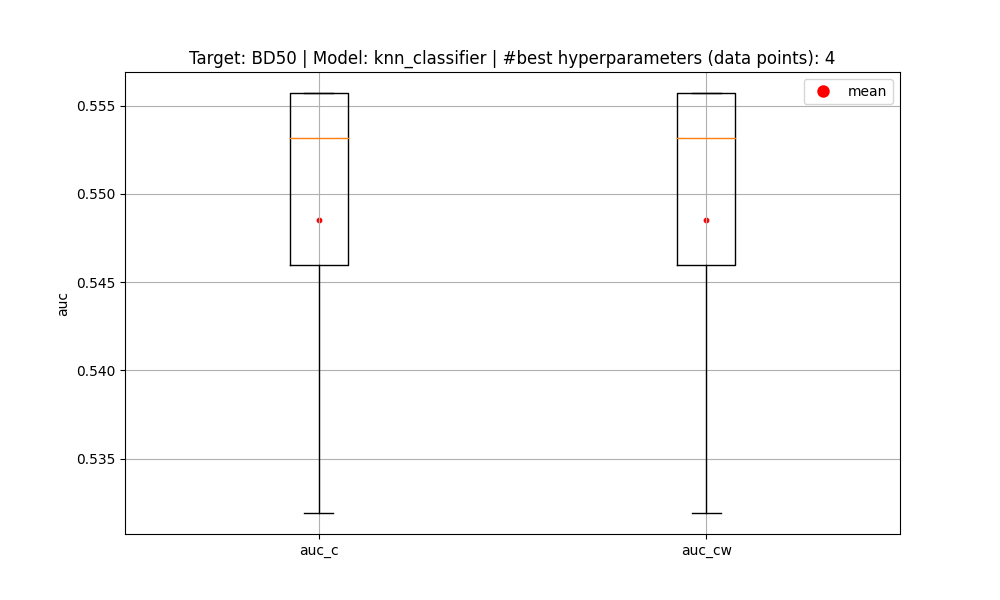 Target: BD50 | Model: knn_classifier | #best hyperparameters (data points): 4
mean
0.555
0.550
0.545
0.540
0.535
auc
auc_c
auc_cw